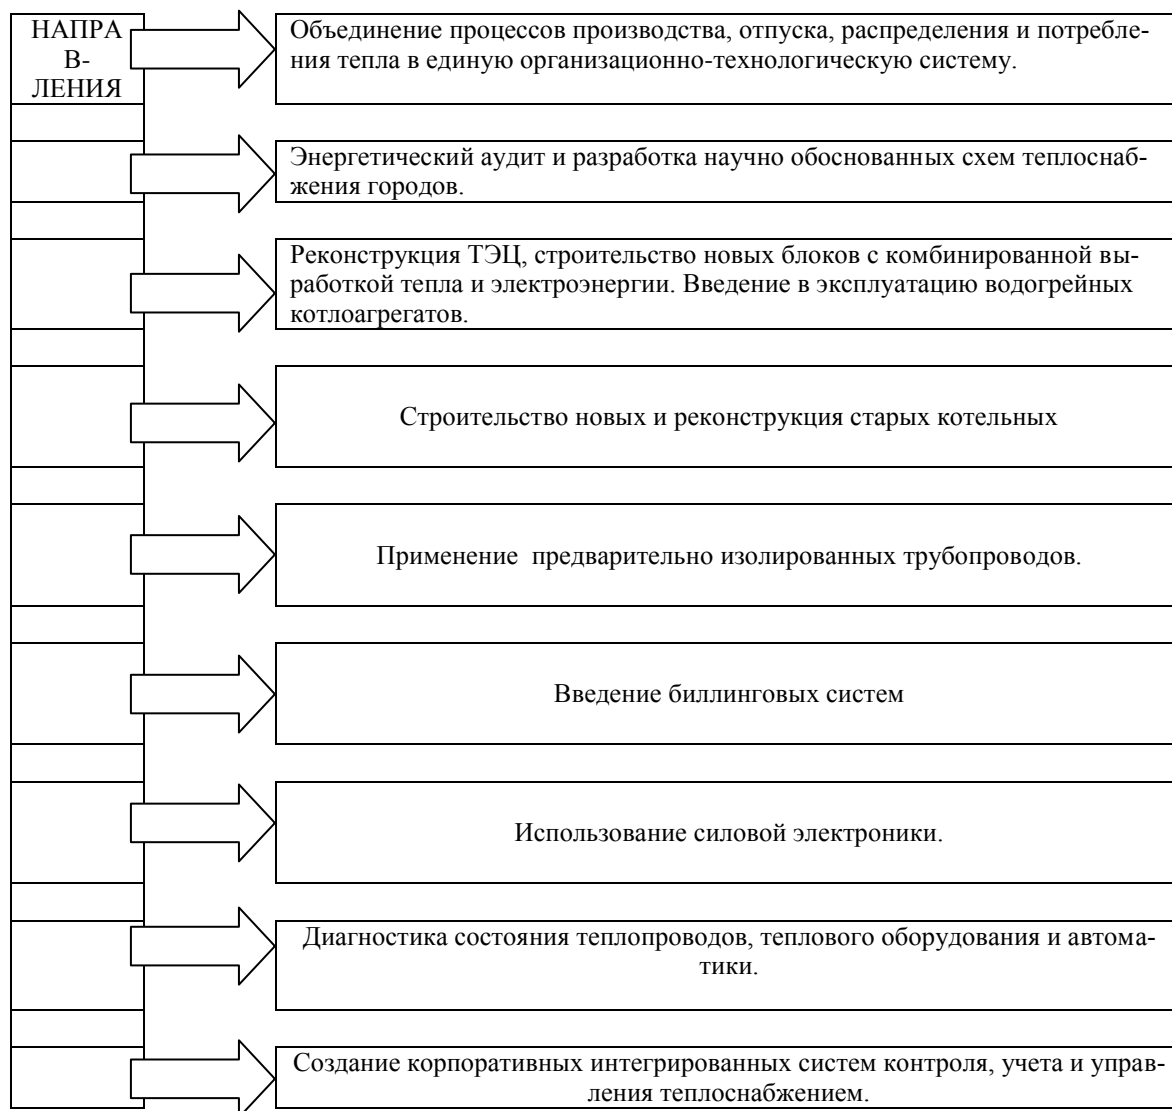 НАПРА
В-
ЛЕНИЯ
Объединение процессов производства, отпуска, распределения и потребле-
ния тепла в единую организационно-технологическую систему.
Энергетический аудит и разработка научно обоснованных схем теплоснаб-
жения городов.
Реконструкция ТЭЦ, строительство новых блоков с комбинированной вы-
работкой тепла и электроэнергии. Введение в эксплуатацию водогрейных
котлоагрегатов.
Строительство новых и реконструкция старых котельных
Применение предварительно изолированных трубопроводов.
Введение биллинговых систем
Использование силовой электроники.
Диагностика состояния теплопроводов, теплового оборудования и автома-
тики.
Создание корпоративных интегрированных систем контроля, учета и управ-
ления теплоснабжением.